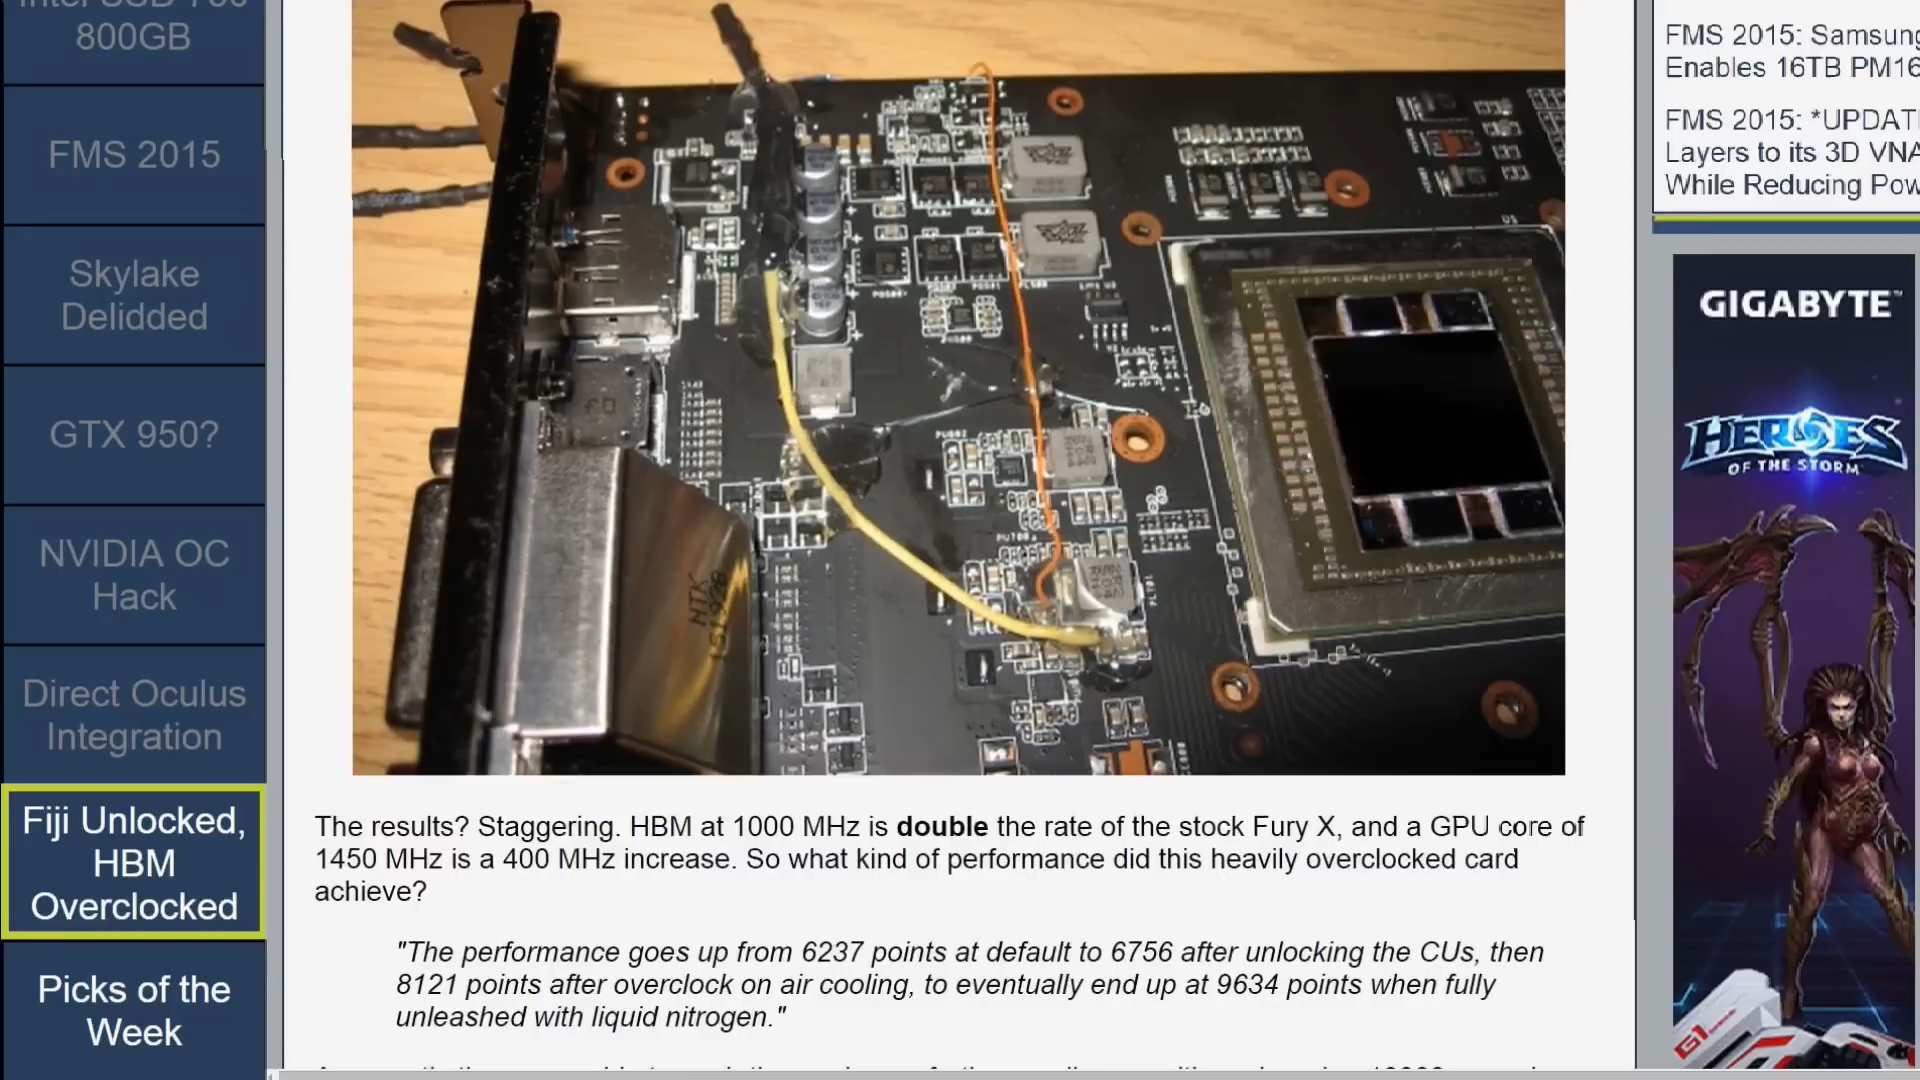 800GB
FMS 2015
Skylake
Delidded
GTX 950?
NVIDIA OC
Hack
Direct Oculus
Integration
Fiji Unlocked,
HBM
Overclocked
Picks of the
Week
The results? Staggering. HBM at 1000 MHz is double the rate of the stock Fury X, and a GPU core of
1450 MHz is a 400 MHz increase. So what kind of performance did this heavily overclocked card
achieve?
"The performance goes up from 6237 points at default to 6756 after unlocking the CUs, then
8121 points after overclock on air cooling, to eventually end up at 9634 points when fully
unleashed with liquid nitrogen."
FMS 2015: Samsung
Enables 16TB PM16
FMS 2015: *UPDAT
Layers to its 3D VNA
While Reducing Pow
GIGABYTE™
HEROES
OF THE STORM
G1